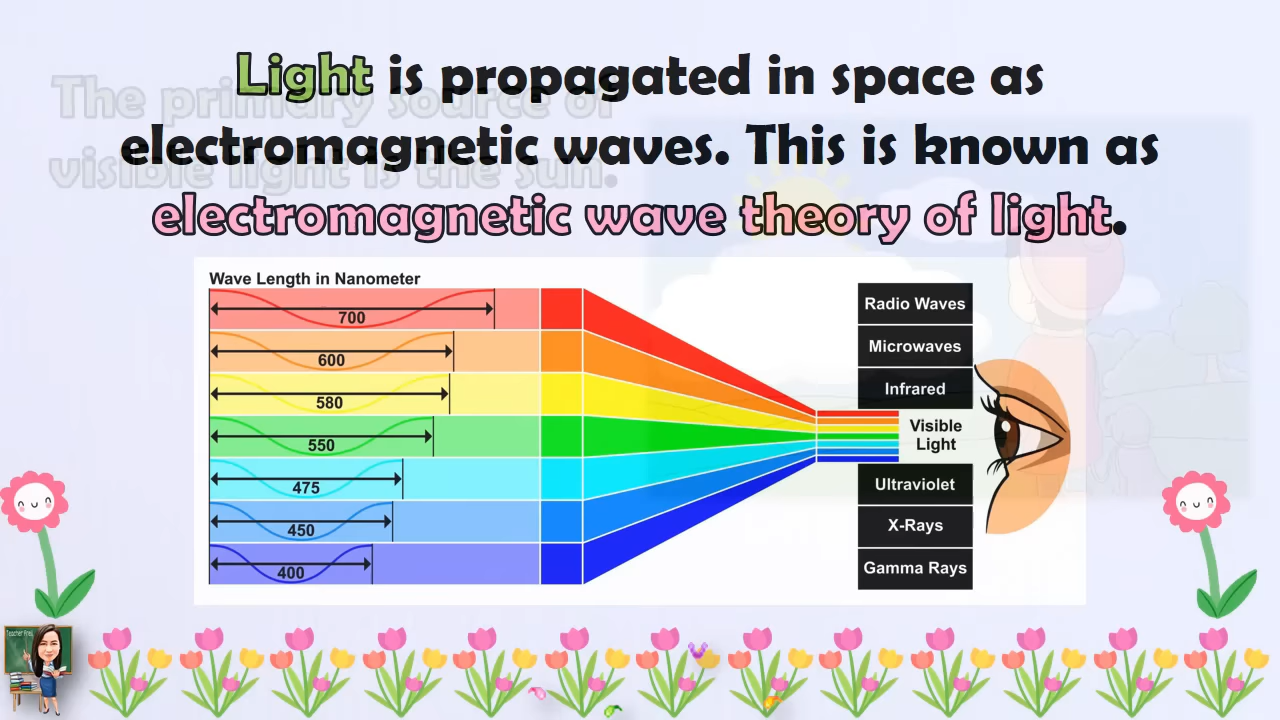 Light is propagated in space as
electromagnetic waves. This is known as
electromagnetic wave theory of light.
The primary source of
visible light is the sun.
Wave Length in Nanometer
700
600
580
550
475
450
400
Radio Waves
Microwaves
Infrared
Visible
Light
Ultraviolet
X-Rays
Gamma Rays